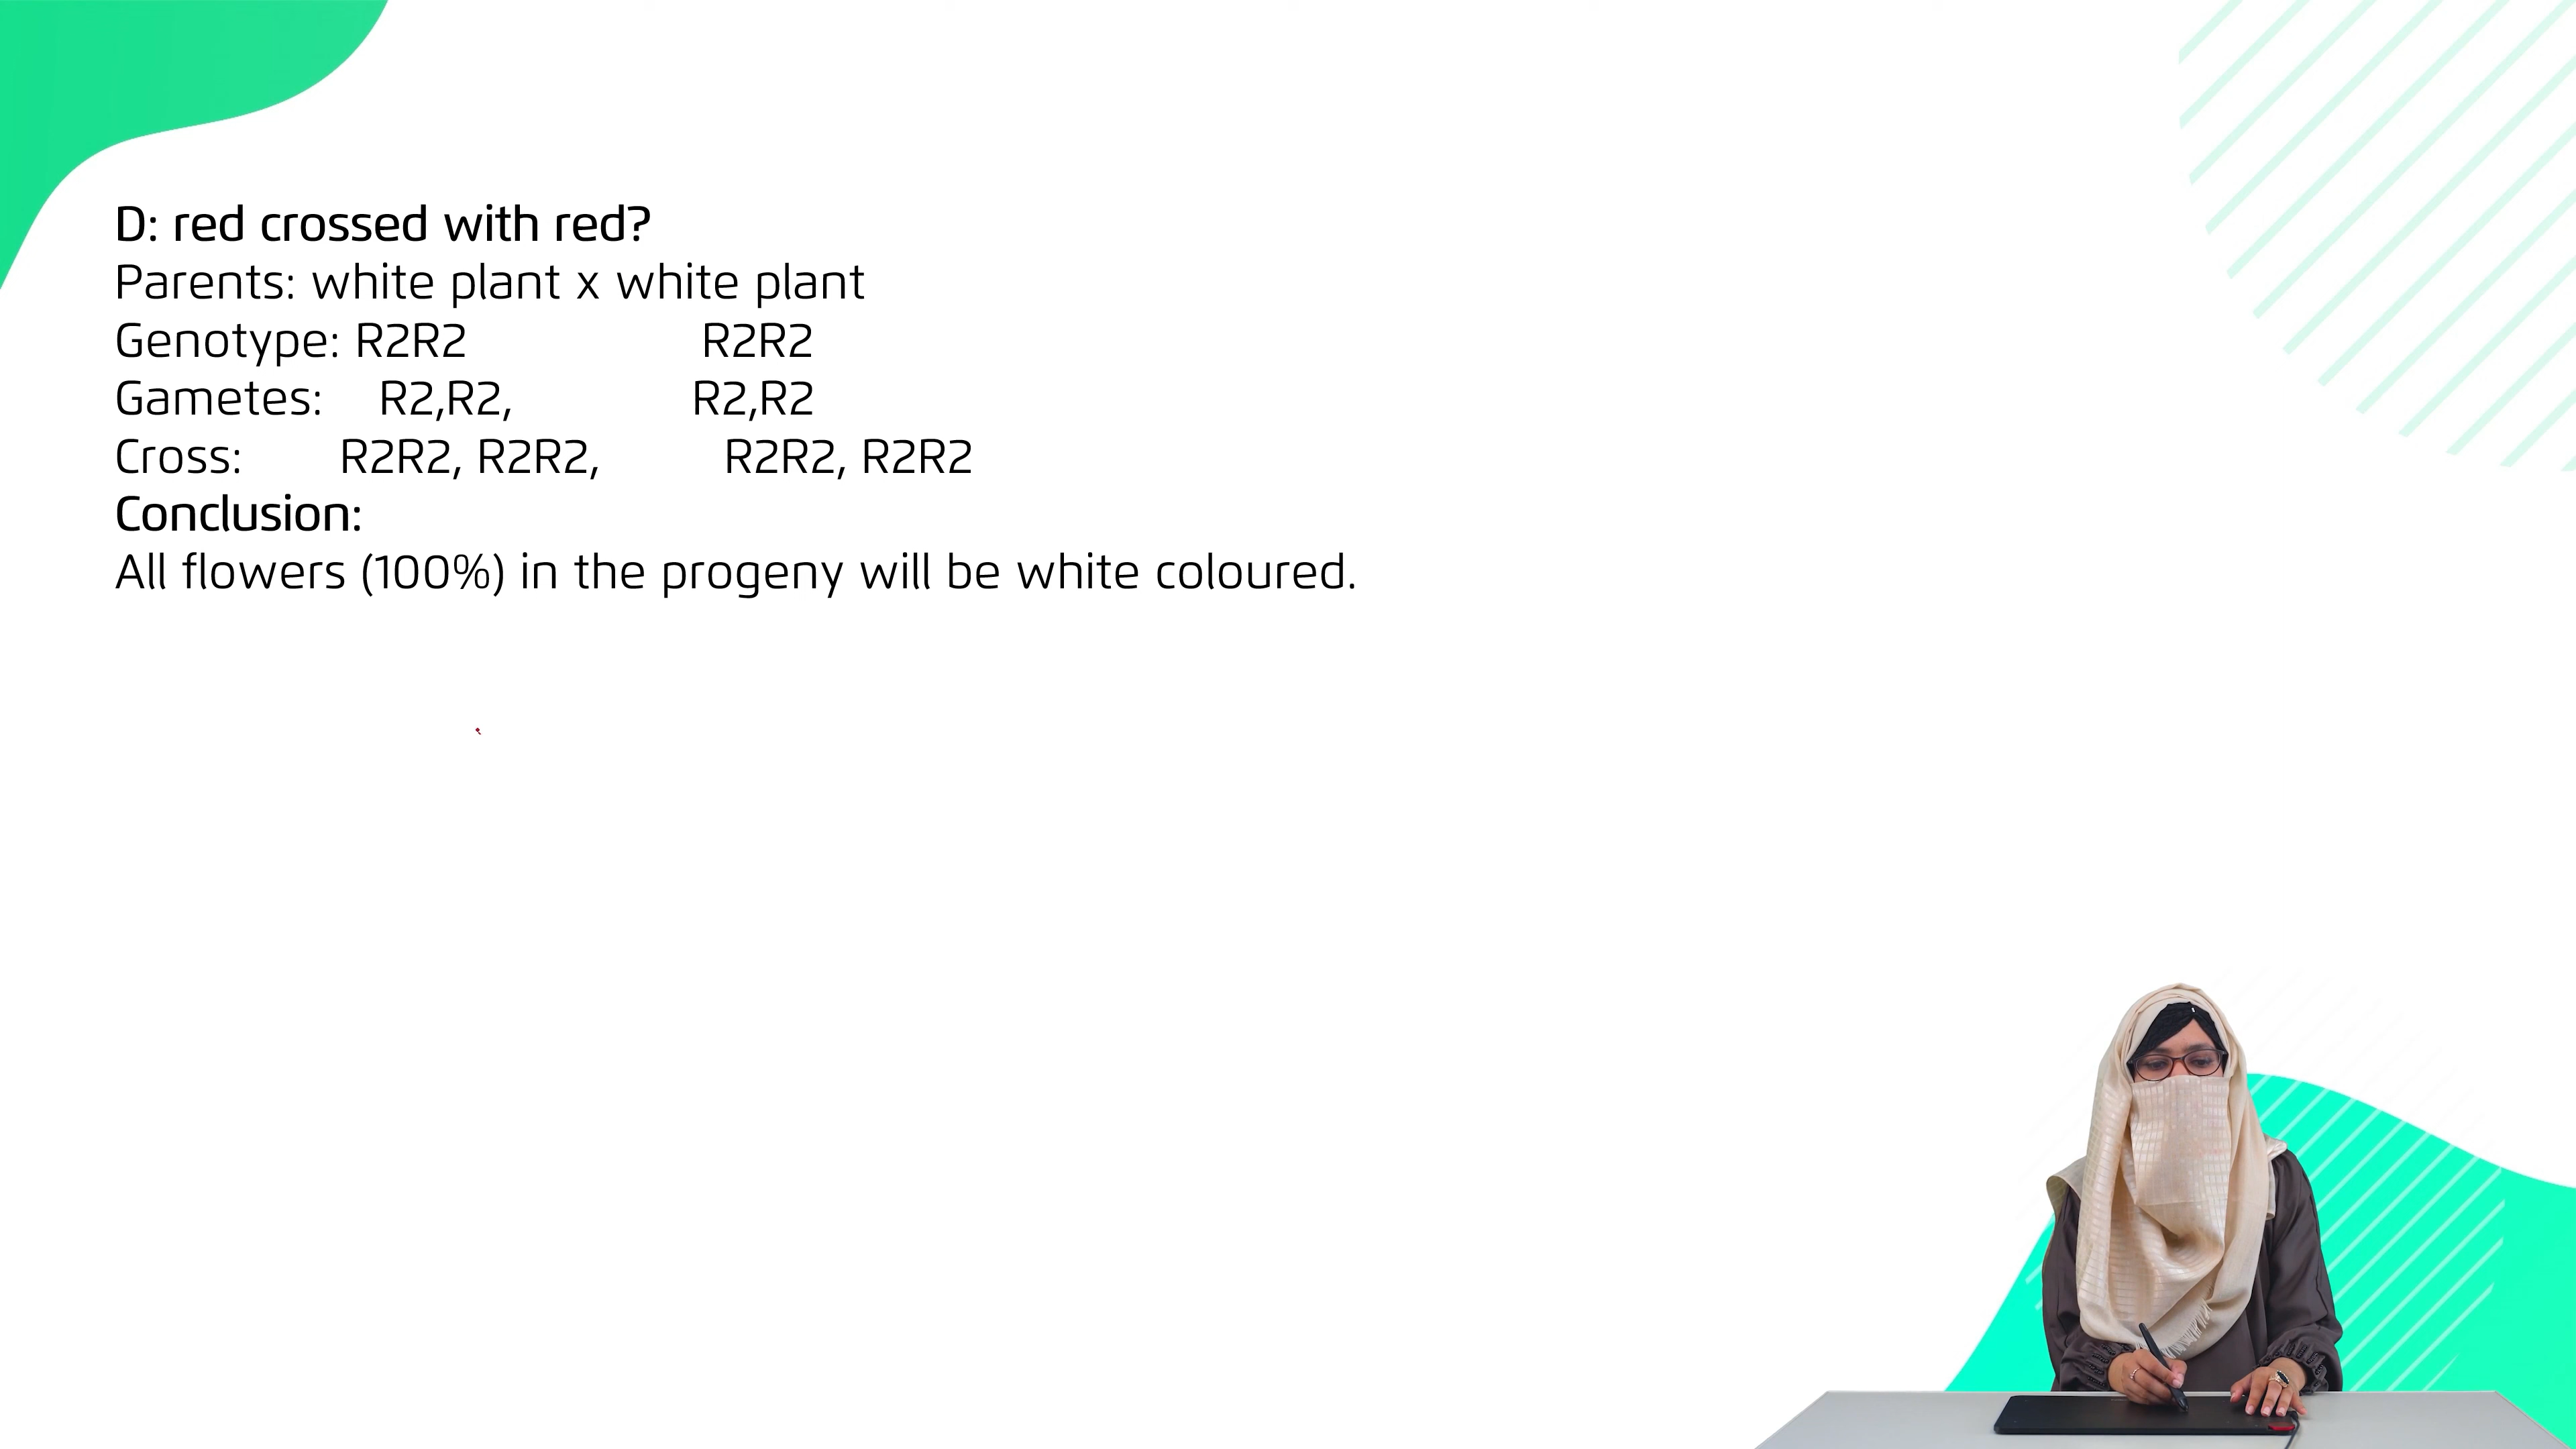 D: red crossed with red?
Parents: white plant x white plant
Genotype: R2R2 R2R2
Gametes: R2,R2, R2,R2
Cross: R2R2, R2R2, R2R2, R2R2
Conclusion:
All flowers (100%) in the progeny will be white coloured.